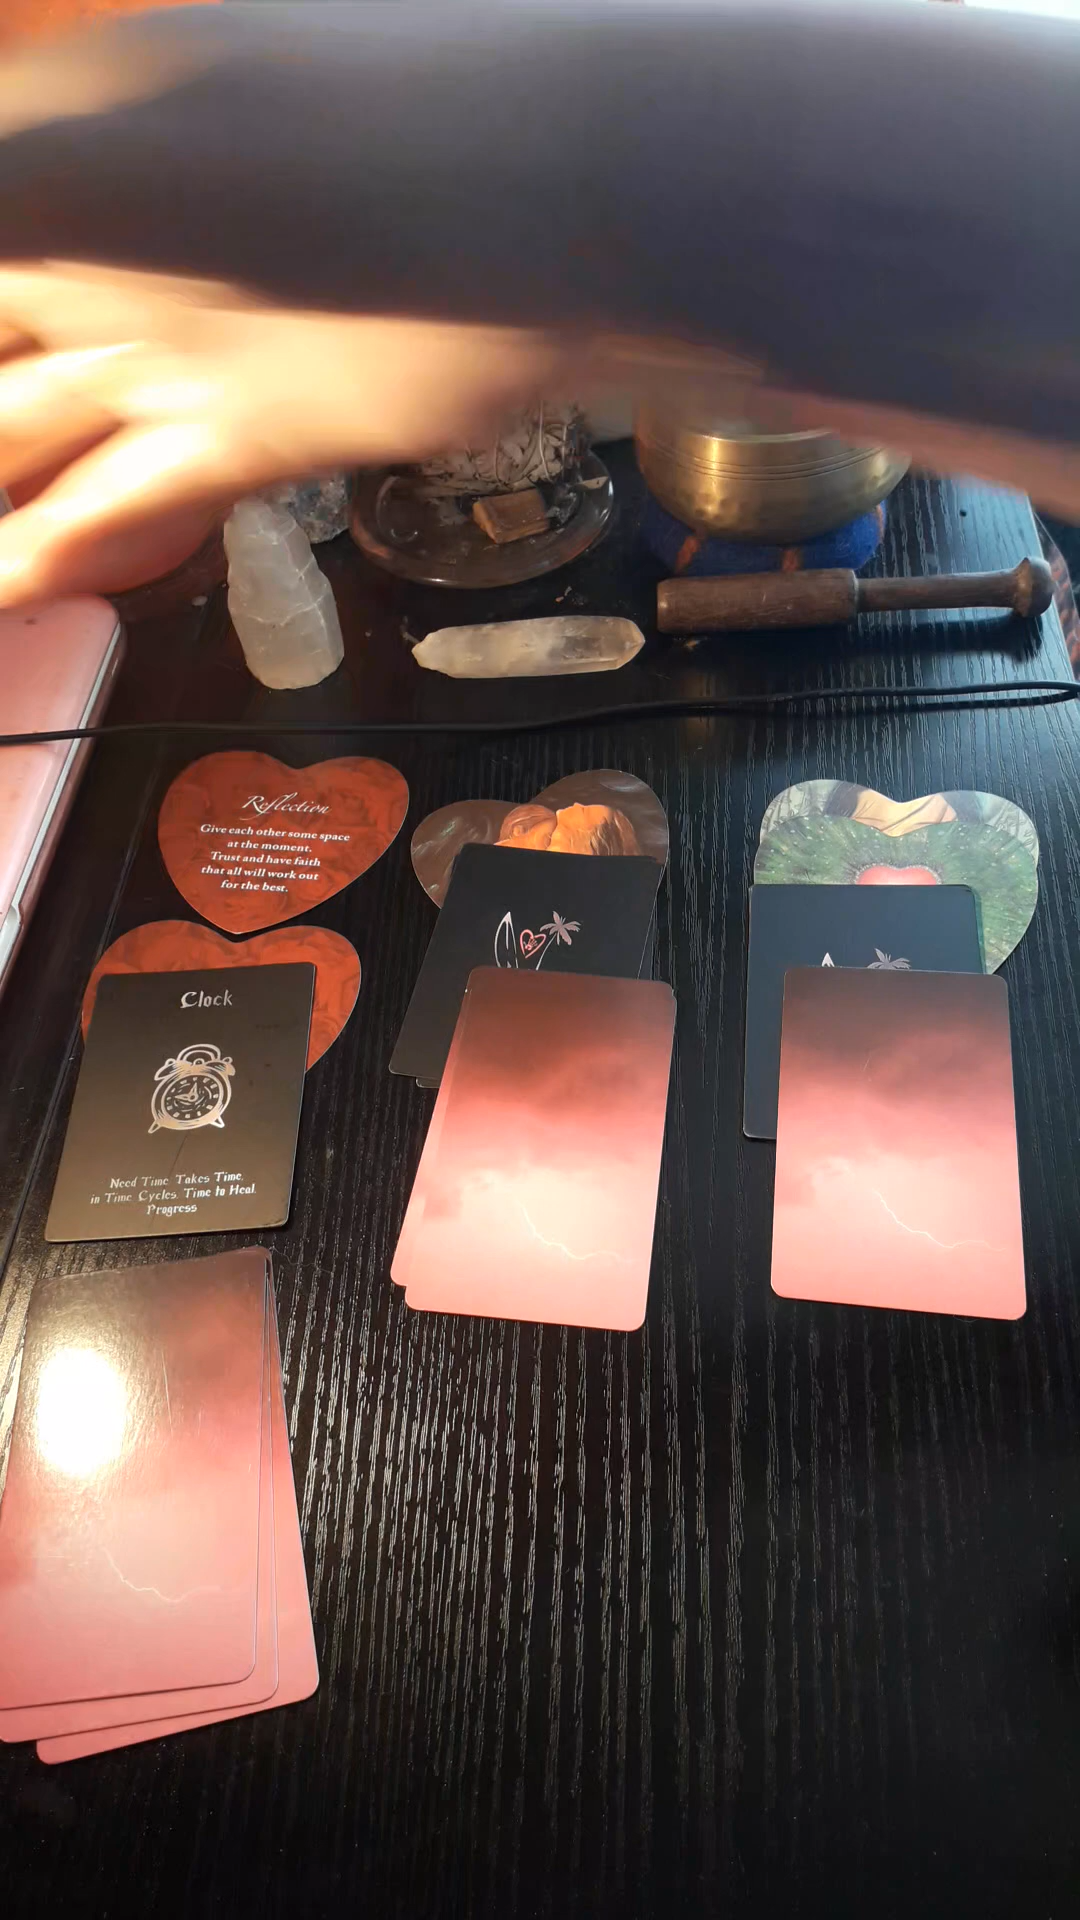 Reflection
Give each other some space
at the moment.
Trust and have faith
that all will work out
for the best.
Clock
Need Time. Takes Time.
in Time. Cycles. Time to Heal.
Progress